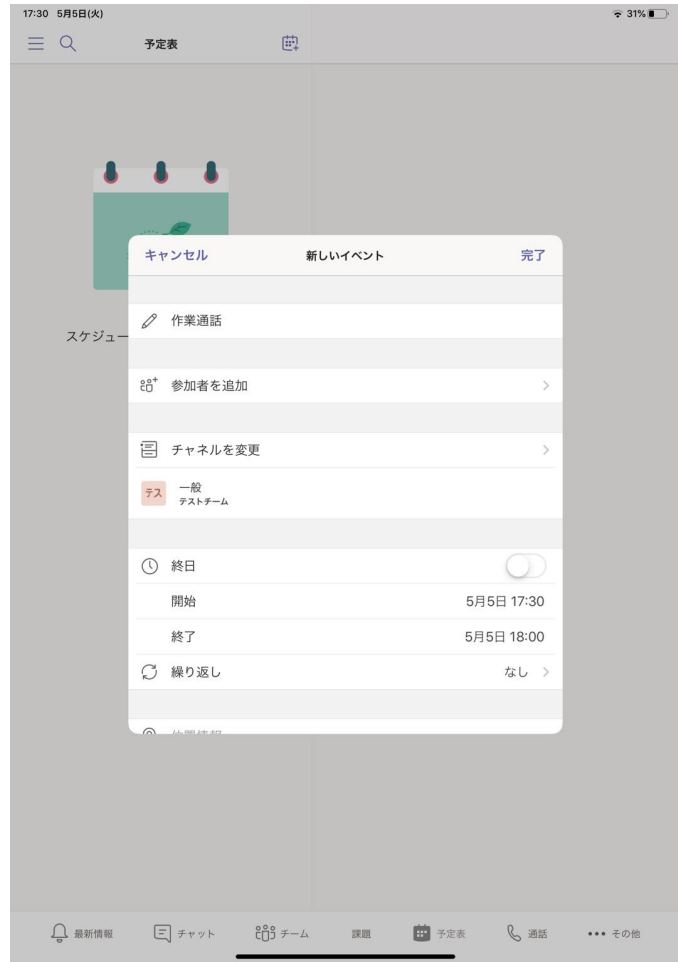 17:30 5月5日(火) 31%
予定表
キャンセル 新しいイベント 完了
作業通話
スケジュー
参加者を追加
チャネルを変更
テス 一般
テストチーム
終日
開始 5月5日 17:30
終了 5月5日 18:00
繰り返し なし
位置情報
最新情報 チャット チーム 課題 予定表 通話 その他